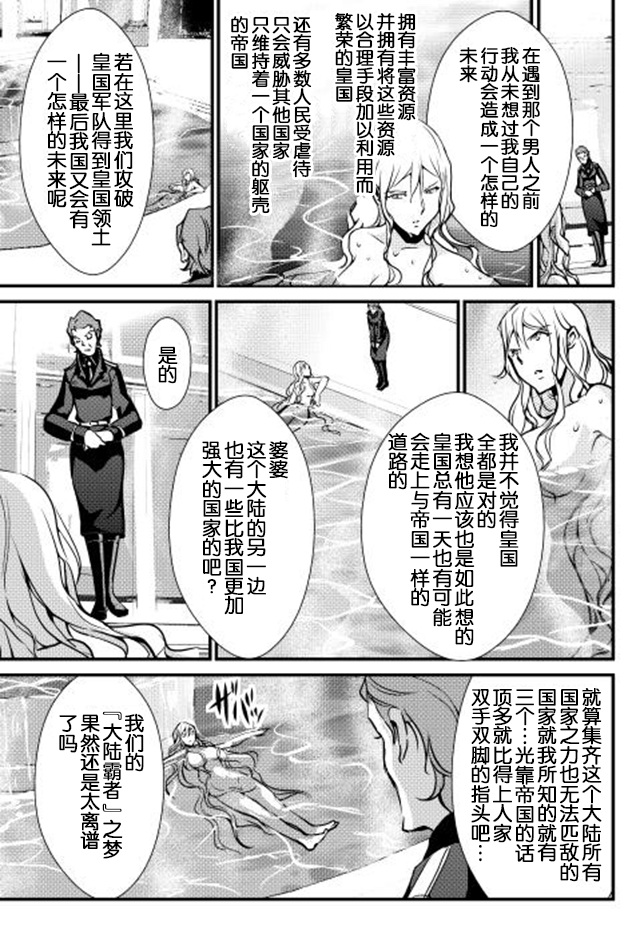 在遇到那个男人之前
我从未想过我自己的
行动会造成一个怎样的
未来
拥有丰富资源
并拥有将这些资源
以合理手段加以利用而
繁荣的皇国
还有多数人民受虐待
只会威胁其他国家
只维持着一个国家的躯壳
的帝国
若在这里我们攻破
皇国军队得到皇国领土
——最后我国又会有
一个怎样的未来呢
我并不觉得皇国
全都是对的
我想他应该也是如此想的
皇国总有一天也有可能
会走上与帝国一样的
道路的
婆婆
这个大陆的另一边
也有一些比我国更加
强大的国家的吧？
是的
就算集齐这个大陆所有
国家之力也无法匹敌的
国家就我所知的就有
三个…光靠帝国的话
顶多就比得上人家
双手双脚的指头吧…
我们的
『大陆霸者』之梦
果然还是太离谱
了吗